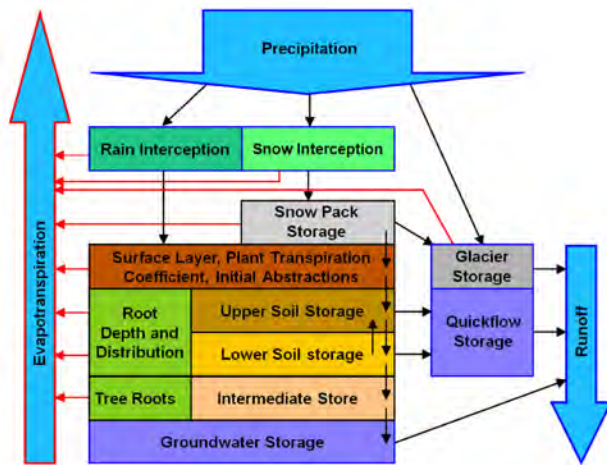 Precipitation
Rain Interception
Snow Interception
Snow Pack
Storage
Surface Layer, Plant Transpiration
Coefficient, Initial Abstractions
Glacier
Storage
Root
Depth and
Distribution
Upper Soil Storage
Quickflow
Storage
Lower Soil storage
Tree Roots
Intermediate Store
Groundwater Storage
Evapotranspiration
Runoff